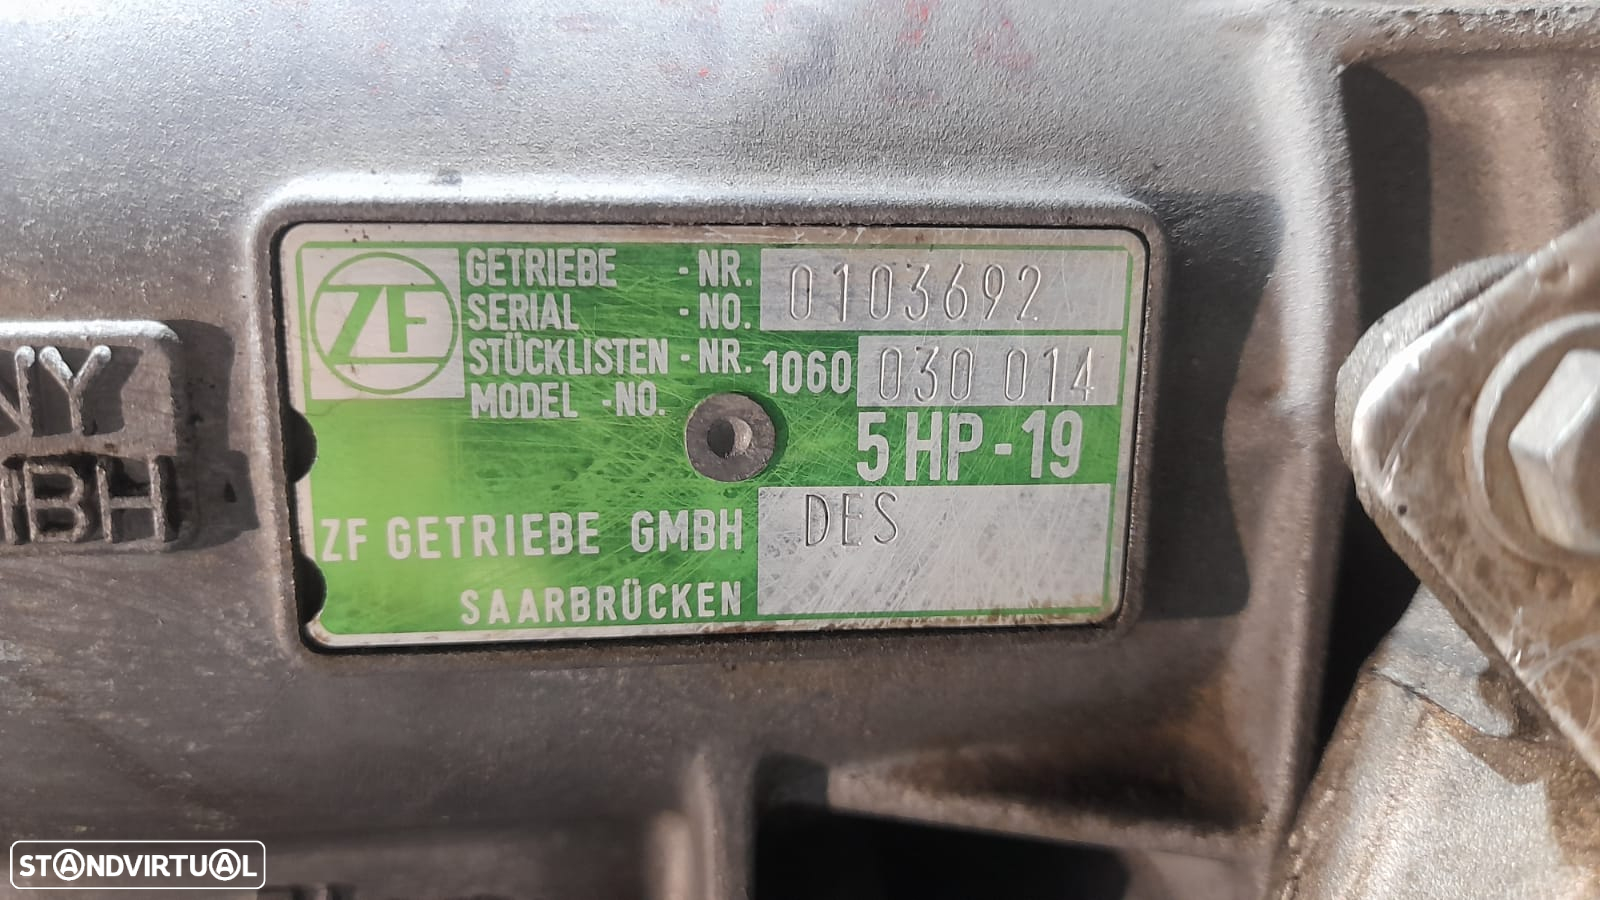 ZF
GETRIEBE - NR. 0103692
SERIAL - NO.
STÜCKLISTEN - NR. 1060 030 014
MODEL - NO.
5 HP - 19
DES
ZF GETRIEBE GMBH
SAARBRÜCKEN
NY
MBH
STANDVIRTUAL